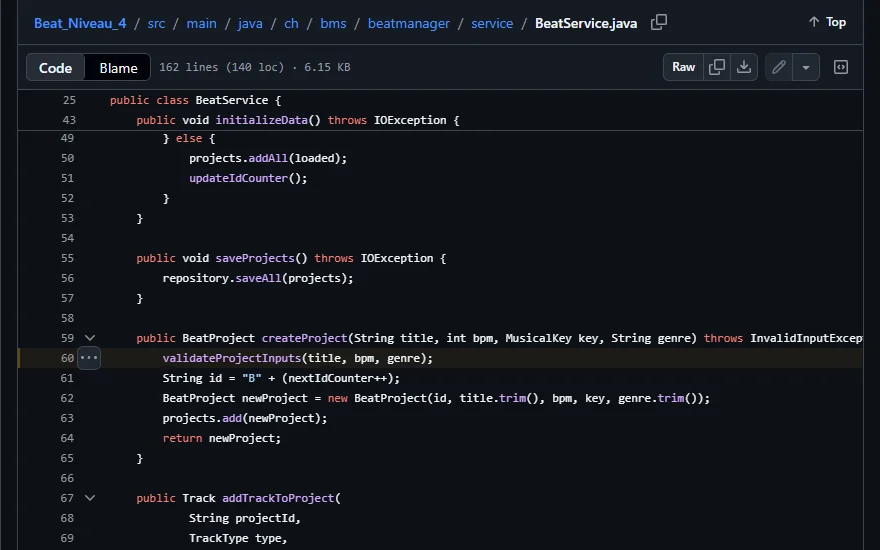 Beat_Niveau_4 / src / main / java / ch / bms / beatmanager / service / BeatService.java Top
Code Blame 162 lines (140 loc) · 6.15 KB Raw
25 public class BeatService {
43 public void initializeData() throws IOException {
49 } else {
50 projects.addAll(loaded);
51 updateIdCounter();
52 }
53 }
54
55 public void saveProjects() throws IOException {
56 repository.saveAll(projects);
57 }
58
59 public BeatProject createProject(String title, int bpm, MusicalKey key, String genre) throws InvalidInputExcep
60 validateProjectInputs(title, bpm, genre);
61 String id = "B" + (nextIdCounter++);
62 BeatProject newProject = new BeatProject(id, title.trim(), bpm, key, genre.trim());
63 projects.add(newProject);
64 return newProject;
65 }
66
67 public Track addTrackToProject(
68 String projectId,
69 TrackType type,